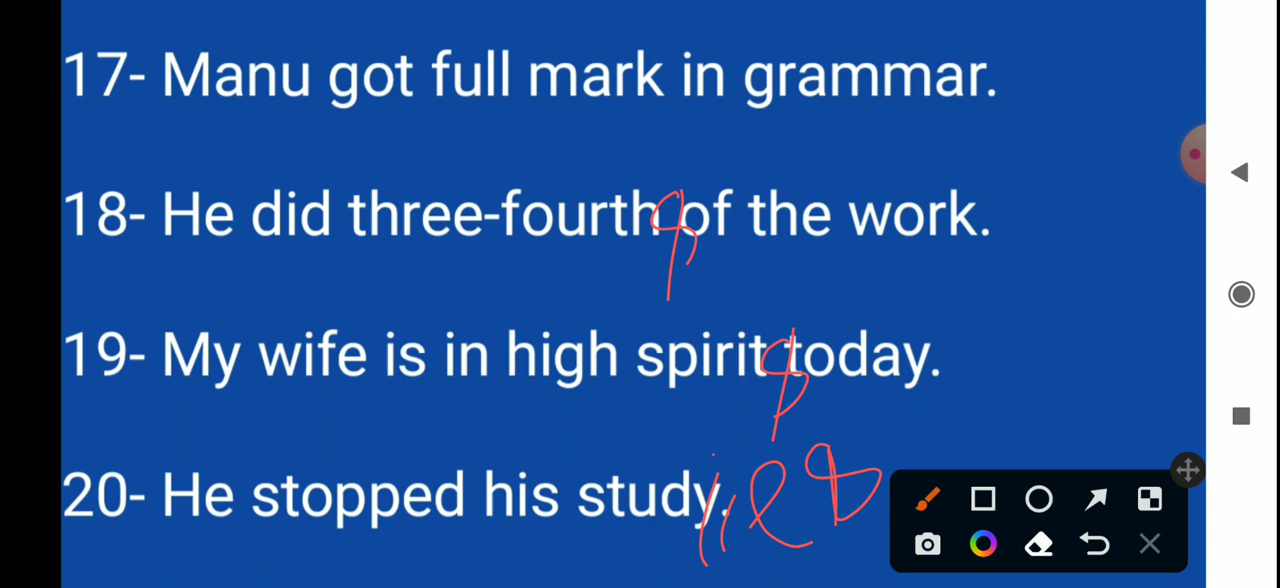 17- Manu got full mark in grammar.
18- He did three-fourth s of the work.
19- My wife is in high spirit s today.
20- He stopped his study. ies